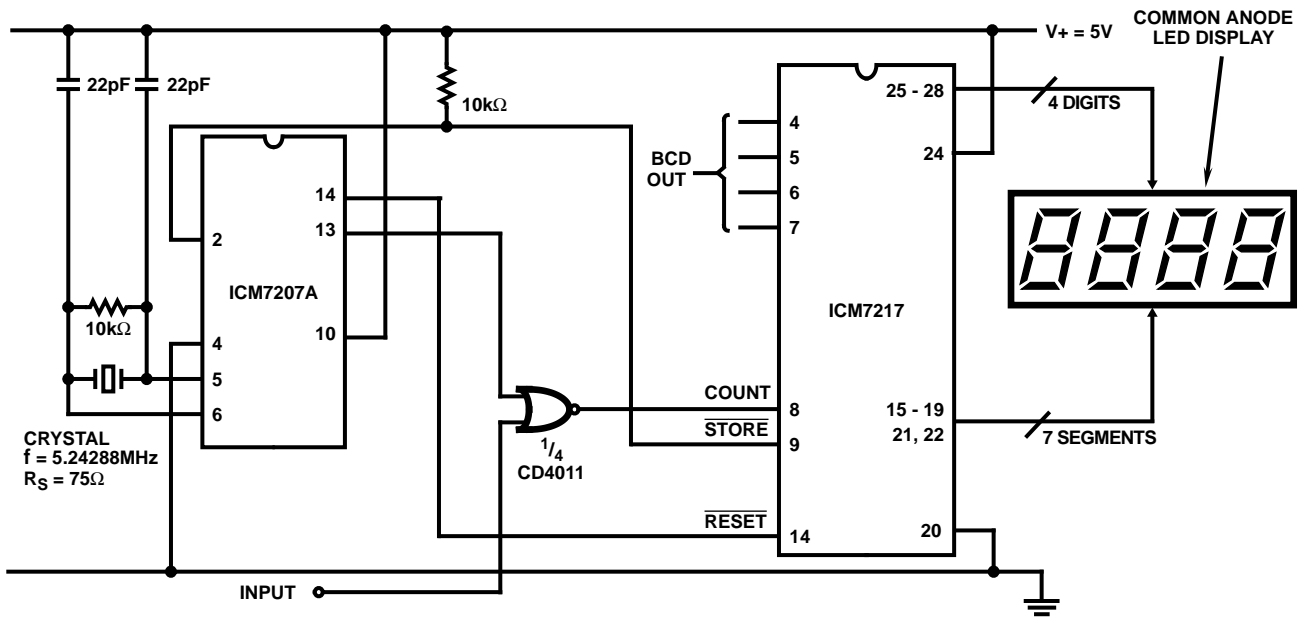 COMMON ANODE
LED DISPLAY
V+ = 5V
22pF
22pF
10kΩ
25 - 28
4 DIGITS
4
5
6
7
BCD
OUT
24
14
13
2
ICM7207A
10kΩ
10
4
5
6
ICM7217
CRYSTAL
f = 5.24288MHz
RS = 75Ω
1/4
CD4011
COUNT
8
STORE
9
15 - 19
21, 22
7 SEGMENTS
RESET
14
20
INPUT
8888